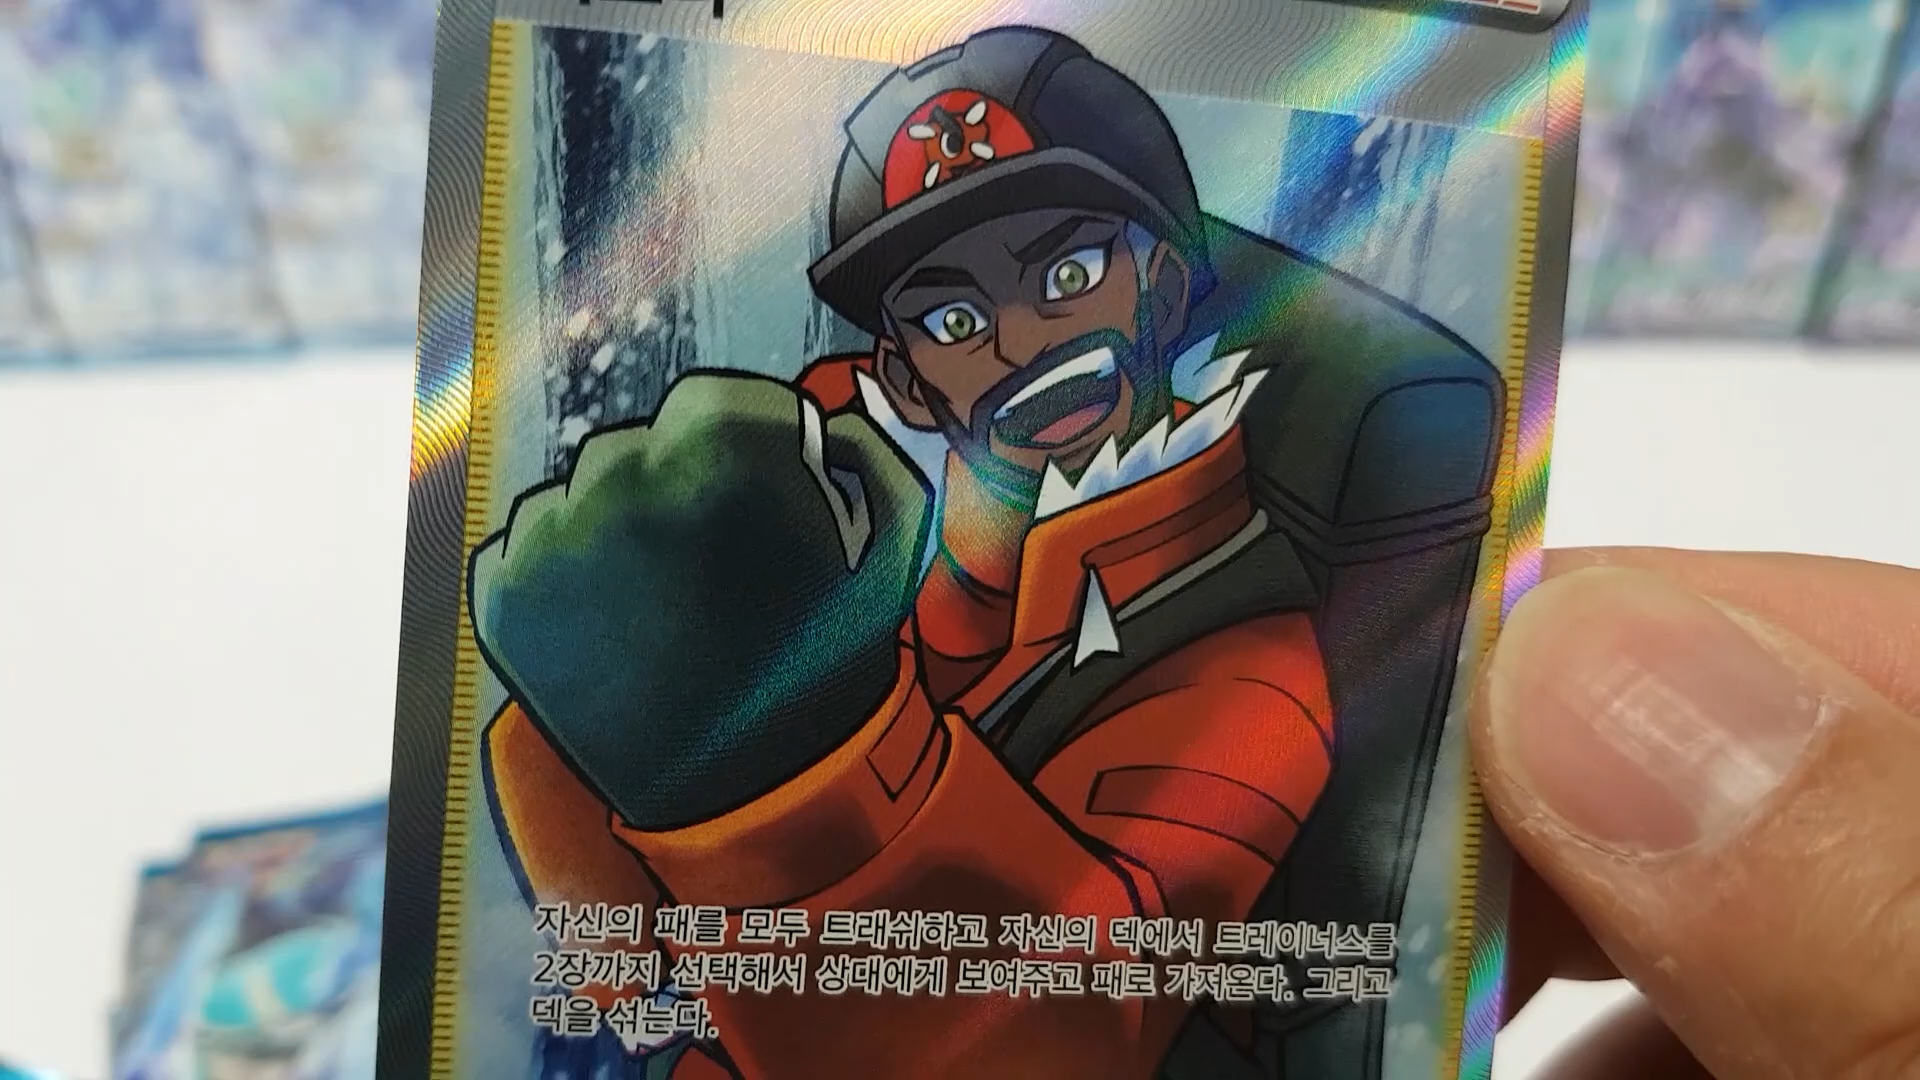 자신의 패를 모두 트래쉬하고 자신의 덱에서 트레이너스를
2장까지 선택해서 상대에게 보여주고 패로 가져온다. 그리고
덱을 섞는다.